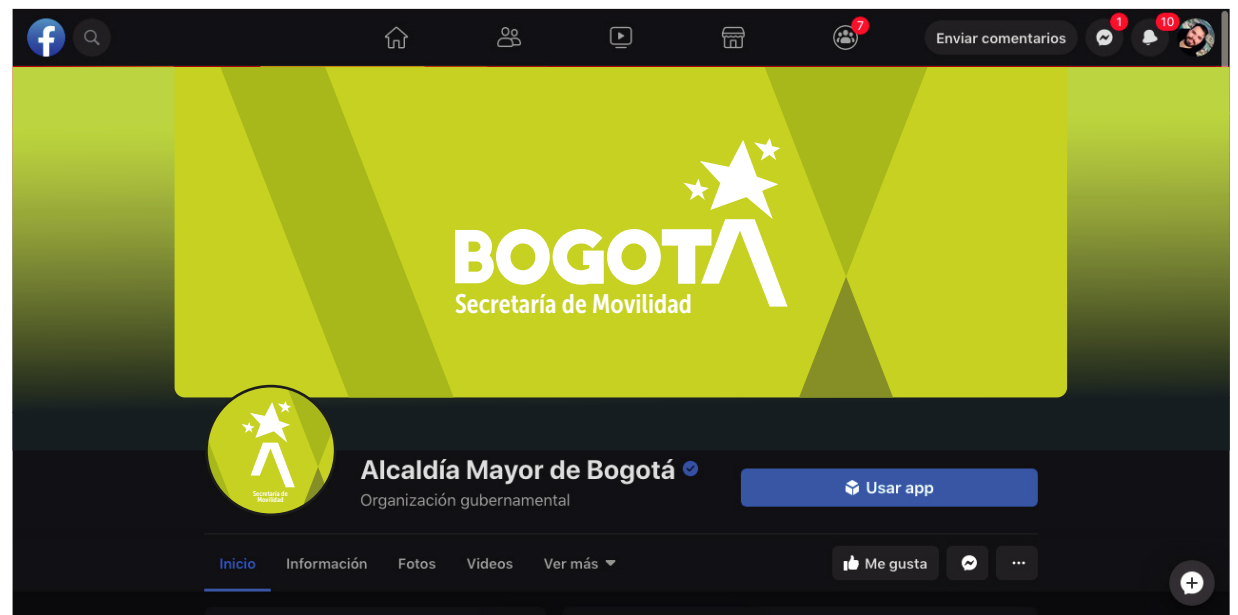 7
Enviar comentarios
1
10
BOGOTÁ
Secretaría de Movilidad
Secretaría de
Movilidad
Alcaldía Mayor de Bogotá
Organización gubernamental
Usar app
Inicio Información Fotos Videos Ver más
Me gusta